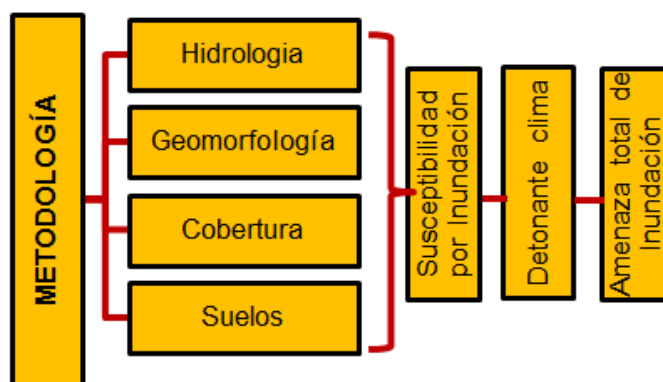 METODOLOGÍA
Hidrologia
Geomorfología
Cobertura
Suelos
Susceptibilidad
por Inundación
Detonante clima
Amenaza total de
Inundación